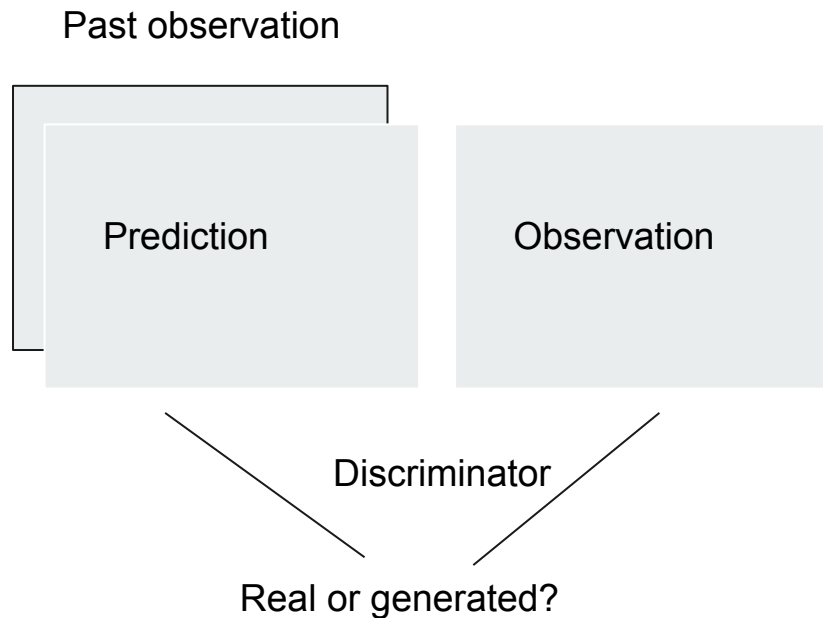 Past observation
Prediction
Observation
Discriminator
Real or generated?